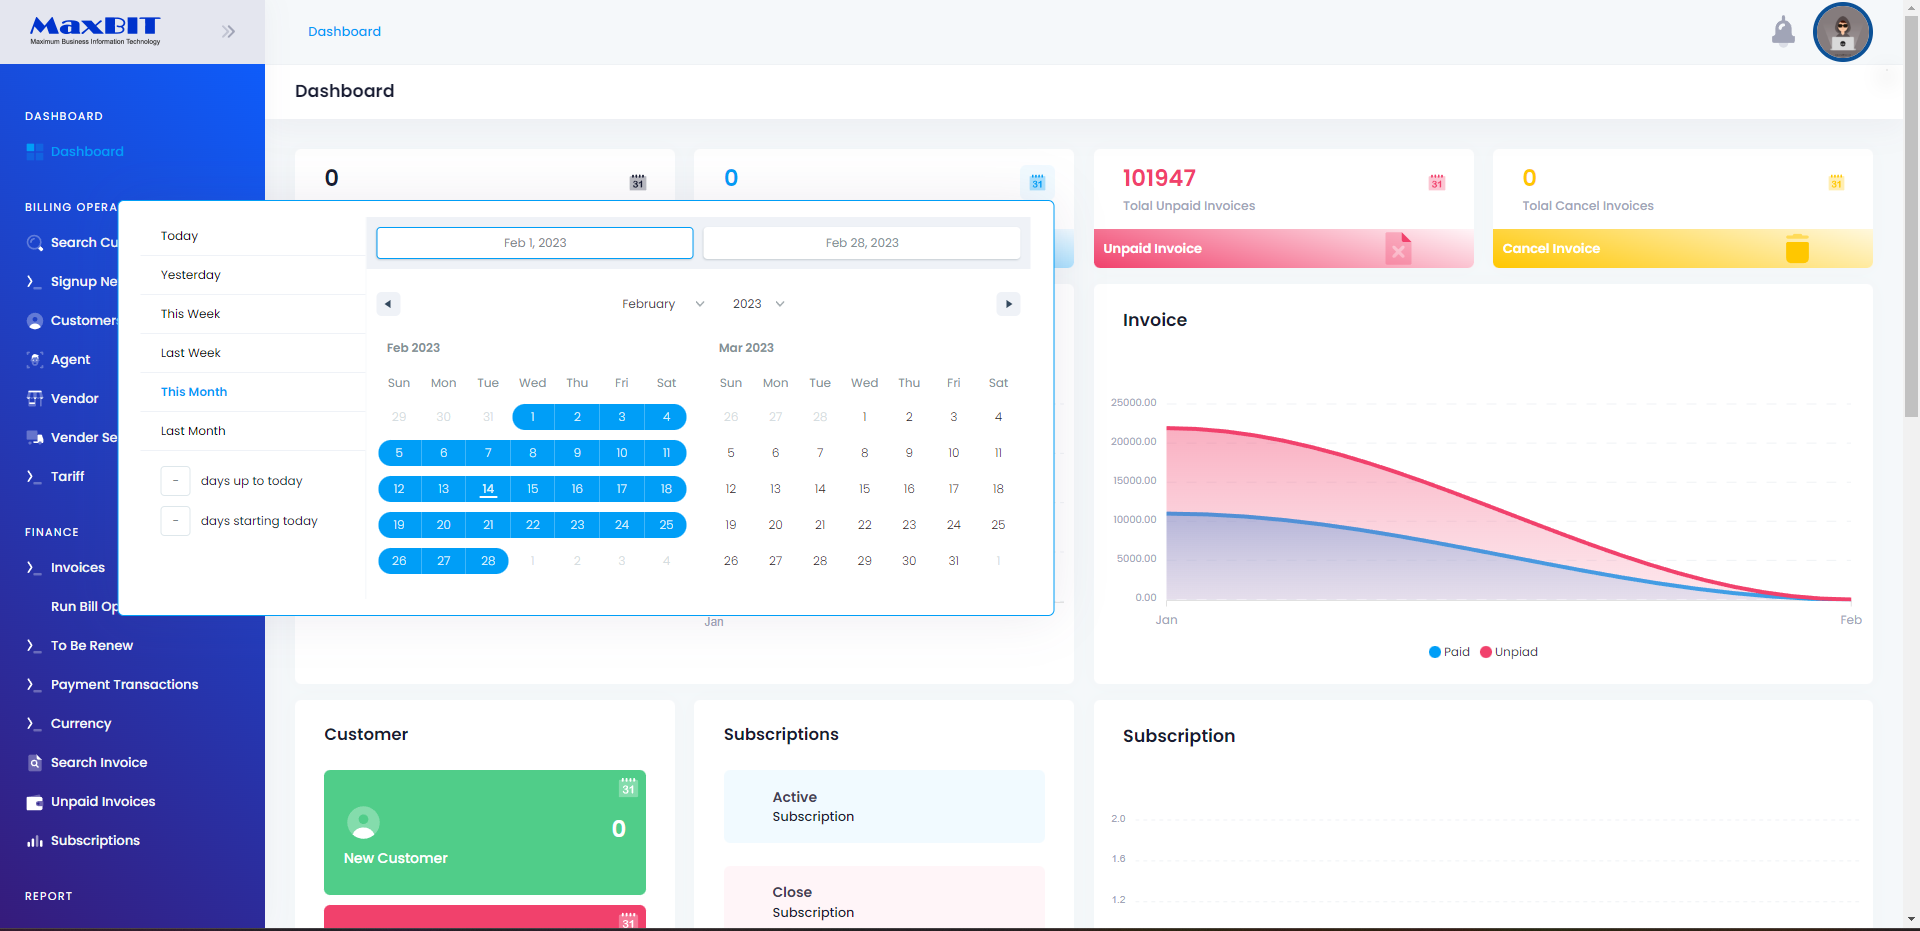 MaxBIT
Maximum Business Information Technology
Dashboard
Dashboard
DASHBOARD
Dashboard
BILLING OPERA
Search Cu
Signup Ne
Customers
Agent
Vendor
Vender Se
Tariff
FINANCE
Invoices
Run Bill Op
To Be Renew
Payment Transactions
Currency
Search Invoice
Unpaid Invoices
Subscriptions
REPORT
0
31
0
31
101947
31
Tolal Unpaid Invoices
Unpaid Invoice
0
31
Tolal Cancel Invoices
Cancel Invoice
Today
Yesterday
This Week
Last Week
This Month
Last Month
- days up to today
- days starting today
Feb 1, 2023
Feb 28, 2023
February 2023
Feb 2023
Sun Mon Tue Wed Thu Fri Sat
29 30 31 1 2 3 4
5 6 7 8 9 10 11
12 13 14 15 16 17 18
19 20 21 22 23 24 25
26 27 28 1 2 3 4
Mar 2023
Sun Mon Tue Wed Thu Fri Sat
26 27 28 1 2 3 4
5 6 7 8 9 10 11
12 13 14 15 16 17 18
19 20 21 22 23 24 25
26 27 28 29 30 31 1
Jan
Invoice
25000.00
20000.00
15000.00
10000.00
5000.00
0.00
Jan Feb
Paid Unpiad
Customer
31
0
New Customer
31
Subscriptions
Active
Subscription
Close
Subscription
Subscription
2.0
1.6
1.2